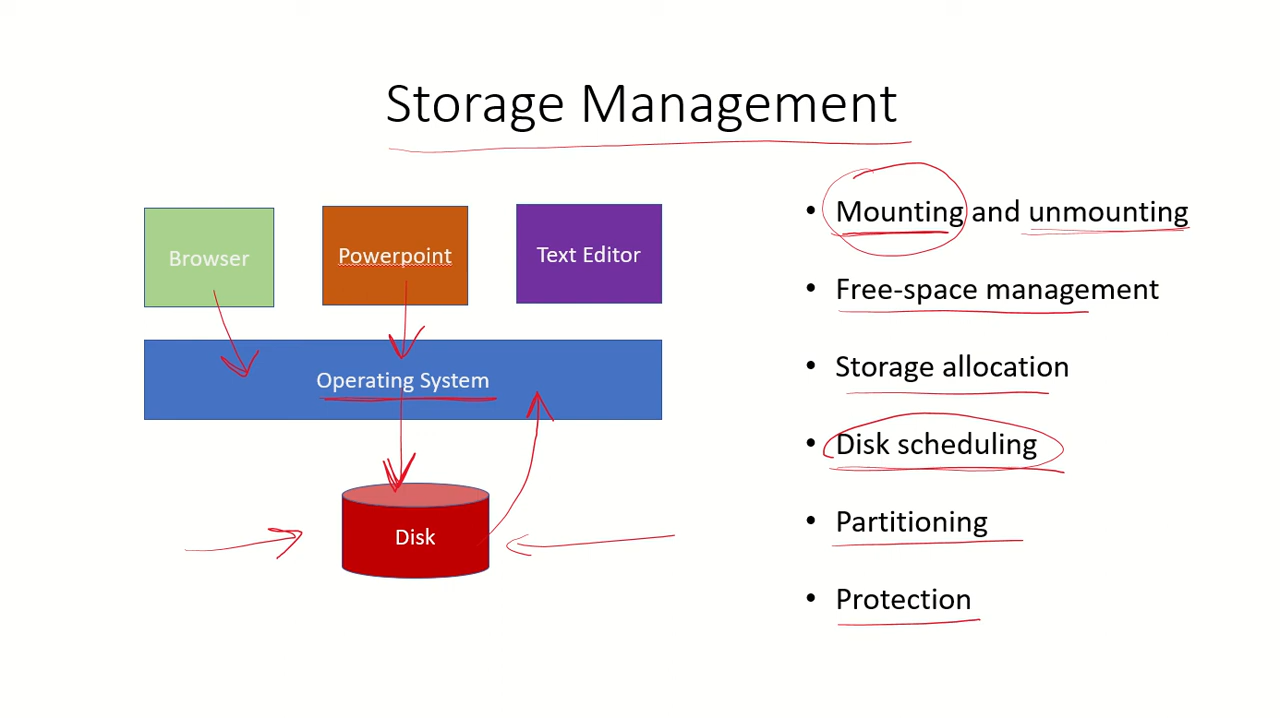 Storage Management
Browser
Powerpoint
Text Editor
Operating System
Disk
• Mounting and unmounting
• Free-space management
• Storage allocation
• Disk scheduling
• Partitioning
• Protection